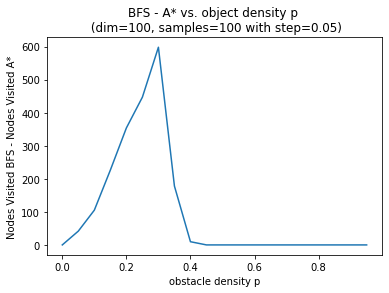 BFS - A* vs. object density p
(dim=100, samples=100 with step=0.05)
Nodes Visited BFS - Nodes Visited A*
600
500
400
300
200
100
0
0.0 0.2 0.4 0.6 0.8
obstacle density p